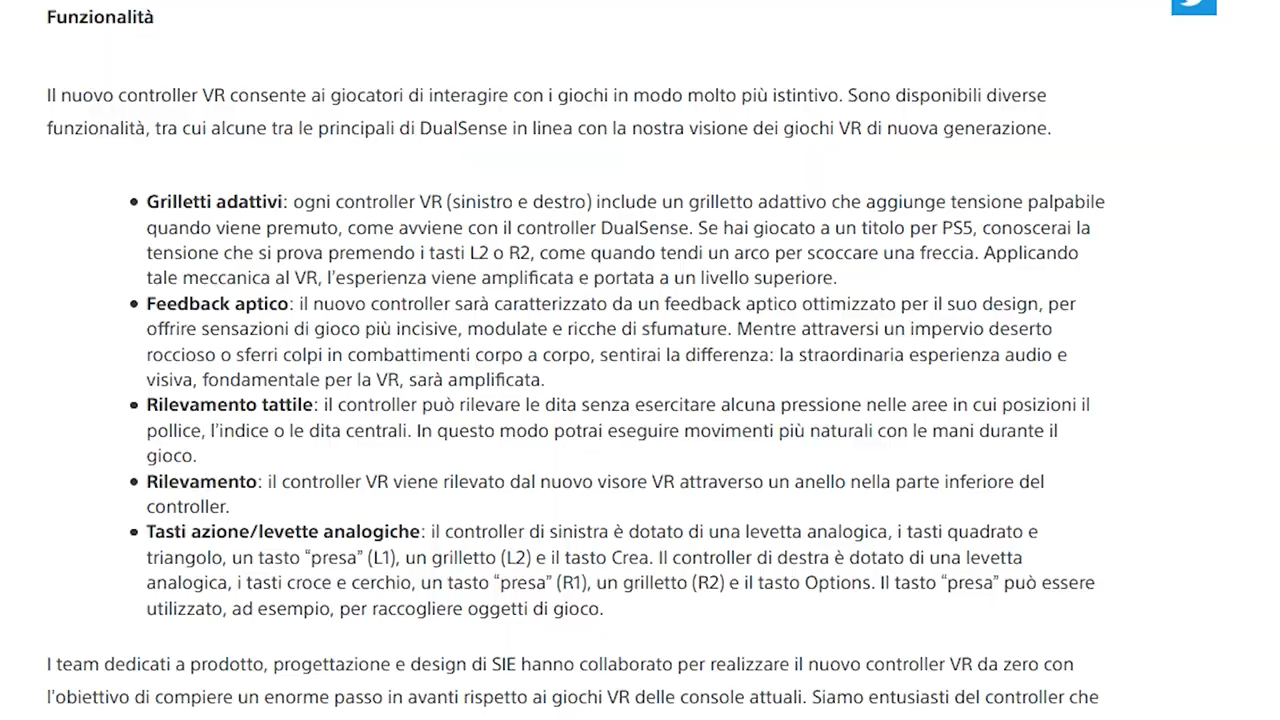 Funzionalità
Il nuovo controller VR consente ai giocatori di interagire con i giochi in modo molto più istintivo. Sono disponibili diverse
funzionalità, tra cui alcune tra le principali di DualSense in linea con la nostra visione dei giochi VR di nuova generazione.
• Grilletti adattivi: ogni controller VR (sinistro e destro) include un grilletto adattivo che aggiunge tensione palpabile
quando viene premuto, come avviene con il controller DualSense. Se hai giocato a un titolo per PS5, conoscerai la
tensione che si prova premendo i tasti L2 o R2, come quando tendi un arco per scoccare una freccia. Applicando
tale meccanica al VR, l’esperienza viene amplificata e portata a un livello superiore.
• Feedback aptico: il nuovo controller sarà caratterizzato da un feedback aptico ottimizzato per il suo design, per
offrire sensazioni di gioco più incisive, modulate e ricche di sfumature. Mentre attraversi un impervio deserto
roccioso o sferri colpi in combattimenti corpo a corpo, sentirai la differenza: la straordinaria esperienza audio e
visiva, fondamentale per la VR, sarà amplificata.
• Rilevamento tattile: il controller può rilevare le dita senza esercitare alcuna pressione nelle aree in cui posizioni il
pollice, l’indice o le dita centrali. In questo modo potrai eseguire movimenti più naturali con le mani durante il
gioco.
• Rilevamento: il controller VR viene rilevato dal nuovo visore VR attraverso un anello nella parte inferiore del
controller.
• Tasti azione/levette analogiche: il controller di sinistra è dotato di una levetta analogica, i tasti quadrato e
triangolo, un tasto “presa” (L1), un grilletto (L2) e il tasto Crea. Il controller di destra è dotato di una levetta
analogica, i tasti croce e cerchio, un tasto “presa” (R1), un grilletto (R2) e il tasto Options. Il tasto “presa” può essere
utilizzato, ad esempio, per raccogliere oggetti di gioco.
I team dedicati a prodotto, progettazione e design di SIE hanno collaborato per realizzare il nuovo controller VR da zero con
l’obiettivo di compiere un enorme passo in avanti rispetto ai giochi VR delle console attuali. Siamo entusiasti del controller che